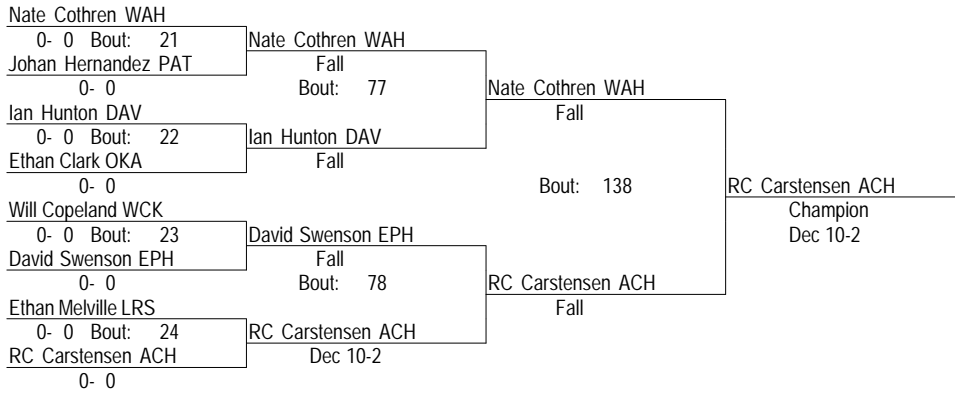 Nate Cothren WAH
0- 0 Bout: 21
Nate Cothren WAH
Johan Hernandez PAT
Fall
0- 0
Bout: 77
Nate Cothren WAH
Ian Hunton DAV
Fall
0- 0 Bout: 22
Ian Hunton DAV
Ethan Clark OKA
Fall
0- 0
Bout: 138
RC Carstensen ACH
Will Copeland WCK
Champion
0- 0 Bout: 23
David Swenson EPH
Dec 10-2
David Swenson EPH
Fall
0- 0
Bout: 78
RC Carstensen ACH
Ethan Melville LRS
Fall
0- 0 Bout: 24
RC Carstensen ACH
RC Carstensen ACH
Dec 10-2
0- 0